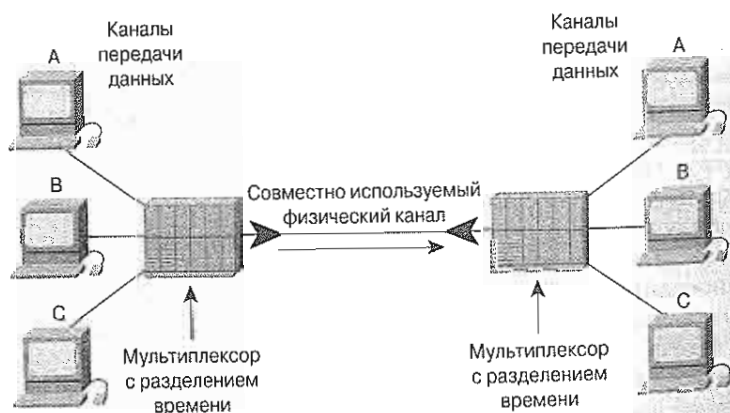 Каналы
передачи
данных
A
B
C
Мультиплексор
с разделением
времени
Совместно используемый
физический канал
Каналы
передачи
данных
A
B
C
Мультиплексор
с разделением
времени